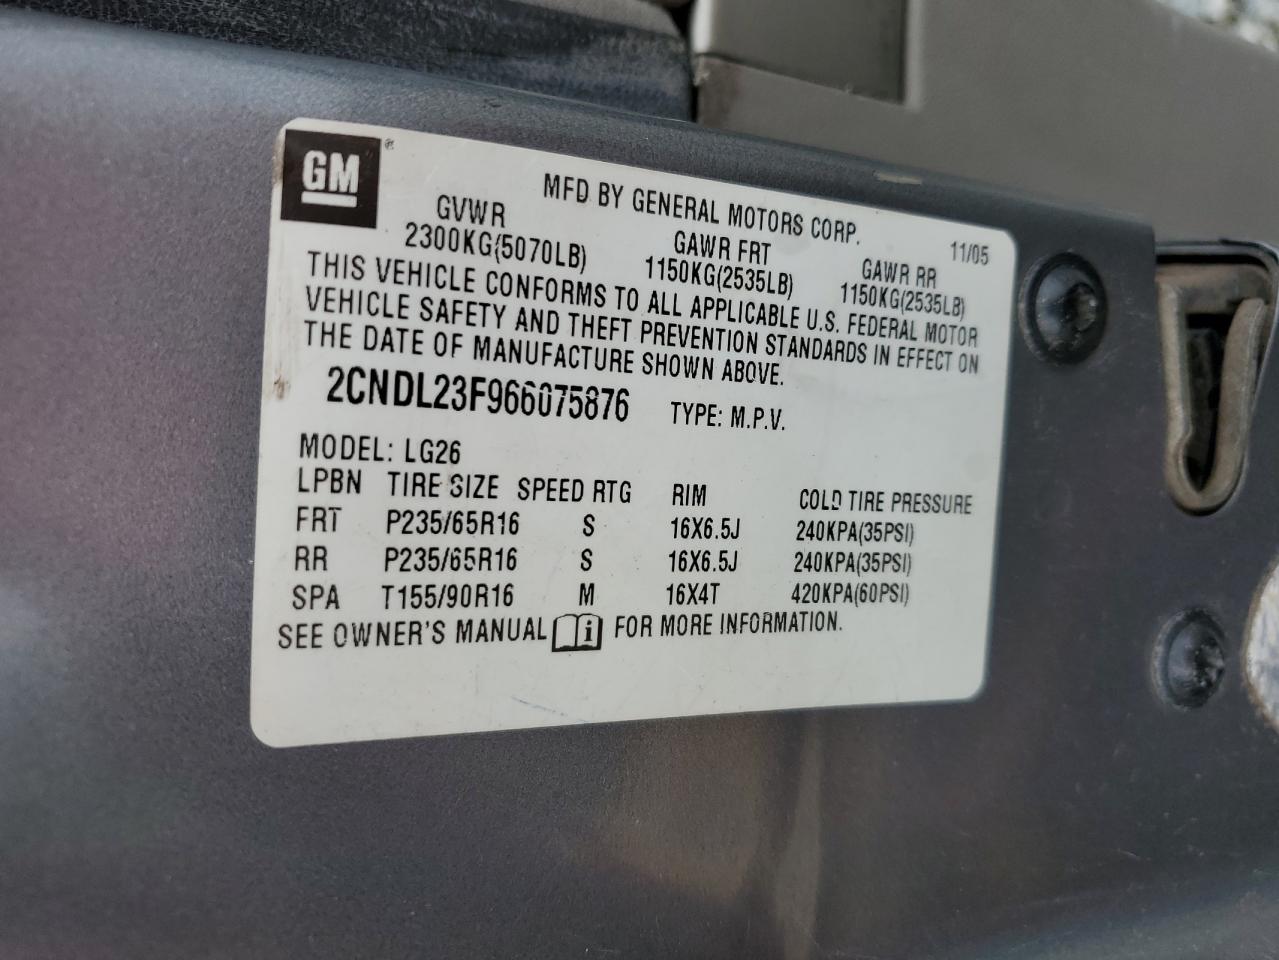 GM®
MFD BY GENERAL MOTORS CORP.
11/05
GVWR GAWR FRT GAWR RR
2300KG(5070LB) 1150KG(2535LB) 1150KG(2535LB)
THIS VEHICLE CONFORMS TO ALL APPLICABLE U.S. FEDERAL MOTOR
VEHICLE SAFETY AND THEFT PREVENTION STANDARDS IN EFFECT ON
THE DATE OF MANUFACTURE SHOWN ABOVE.
2CNDL23F966075876 TYPE: M.P.V.
MODEL: LG26
LPBN TIRE SIZE SPEED RTG RIM COLD TIRE PRESSURE
FRT P235/65R16 S 16X6.5J 240KPA(35PSI)
RR P235/65R16 S 16X6.5J 240KPA(35PSI)
SPA T155/90R16 M 16X4T 420KPA(60PSI)
SEE OWNER'S MANUAL i FOR MORE INFORMATION.